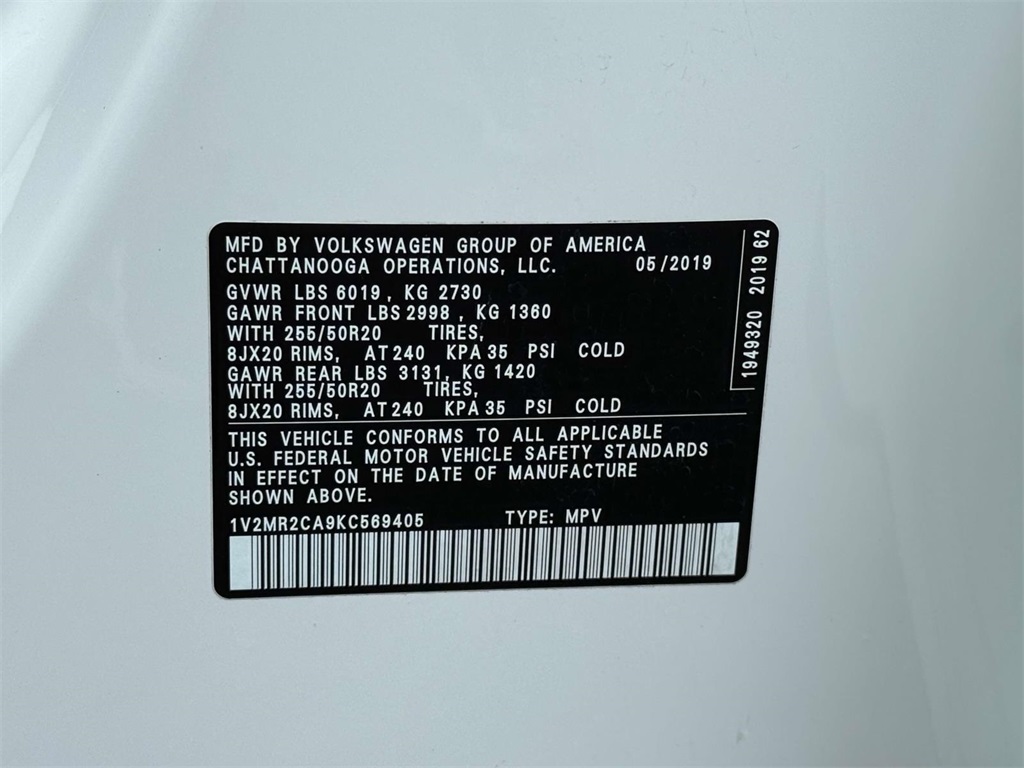 MFD BY VOLKSWAGEN GROUP OF AMERICA
CHATTANOOGA OPERATIONS, LLC. 05/2019
GVWR LBS 6019, KG 2730
GAWR FRONT LBS 2998, KG 1360
WITH 255/50R20 TIRES,
8JX20 RIMS, AT 240 KPA 35 PSI COLD
GAWR REAR LBS 3131, KG 1420
WITH 255/50R20 TIRES,
8JX20 RIMS, AT 240 KPA 35 PSI COLD
THIS VEHICLE CONFORMS TO ALL APPLICABLE
U.S. FEDERAL MOTOR VEHICLE SAFETY STANDARDS
IN EFFECT ON THE DATE OF MANUFACTURE
SHOWN ABOVE.
1V2MR2CA9KC569405 TYPE: MPV
1949320 2019 62